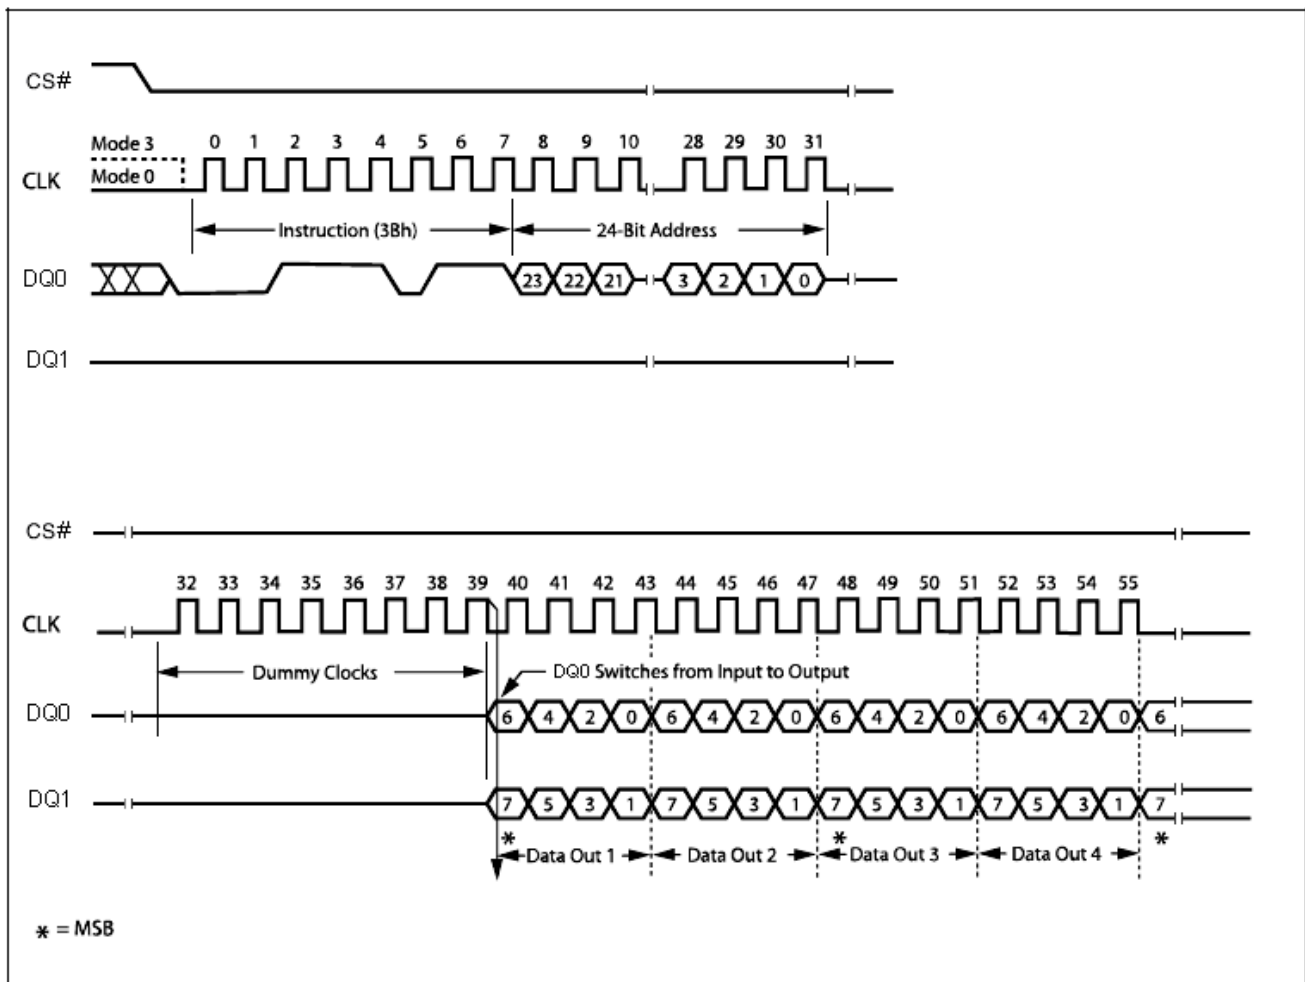 CS#
Mode 3 0 1 2 3 4 5 6 7 8 9 10 28 29 30 31
CLK Mode 0
Instruction (3Bh) 24-Bit Address
DQ0 23 22 21 3 2 1 0
DQ1
CS#
32 33 34 35 36 37 38 39 40 41 42 43 44 45 46 47 48 49 50 51 52 53 54 55
CLK
Dummy Clocks DQ0 Switches from Input to Output
DQ0 6 4 2 0 6 4 2 0 6 4 2 0 6 4 2 0 6
DQ1 7 5 3 1 7 5 3 1 7 5 3 1 7 5 3 1 7
* * *
Data Out 1 Data Out 2 Data Out 3 Data Out 4
* = MSB